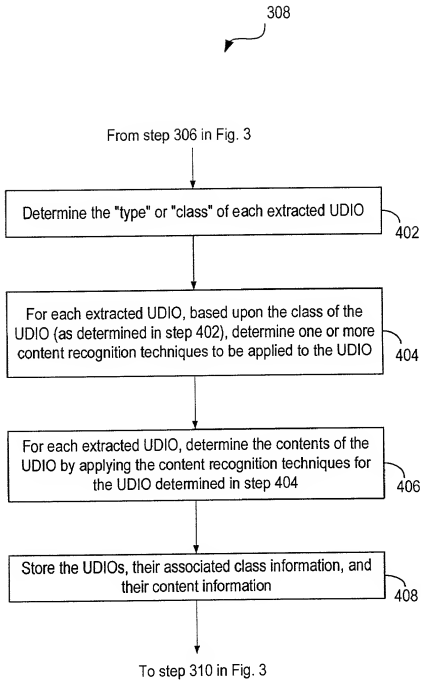 308
From step 306 in Fig. 3
Determine the "type" or "class" of each extracted UDIO
402
For each extracted UDIO, based upon the class of the
UDIO (as determined in step 402), determine one or more
content recognition techniques to be applied to the UDIO
404
For each extracted UDIO, determine the contents of the
UDIO by applying the content recognition techniques for
the UDIO determined in step 404
406
Store the UDIOs, their associated class information, and
their content information
408
To step 310 in Fig. 3